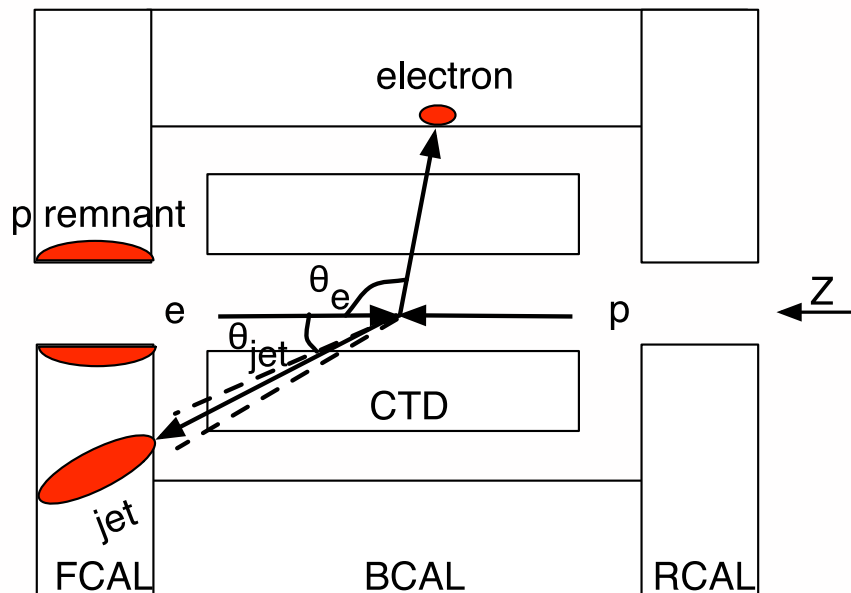 electron
p remnant
θe
Z
e
p
θjet
CTD
jet
FCAL
BCAL
RCAL